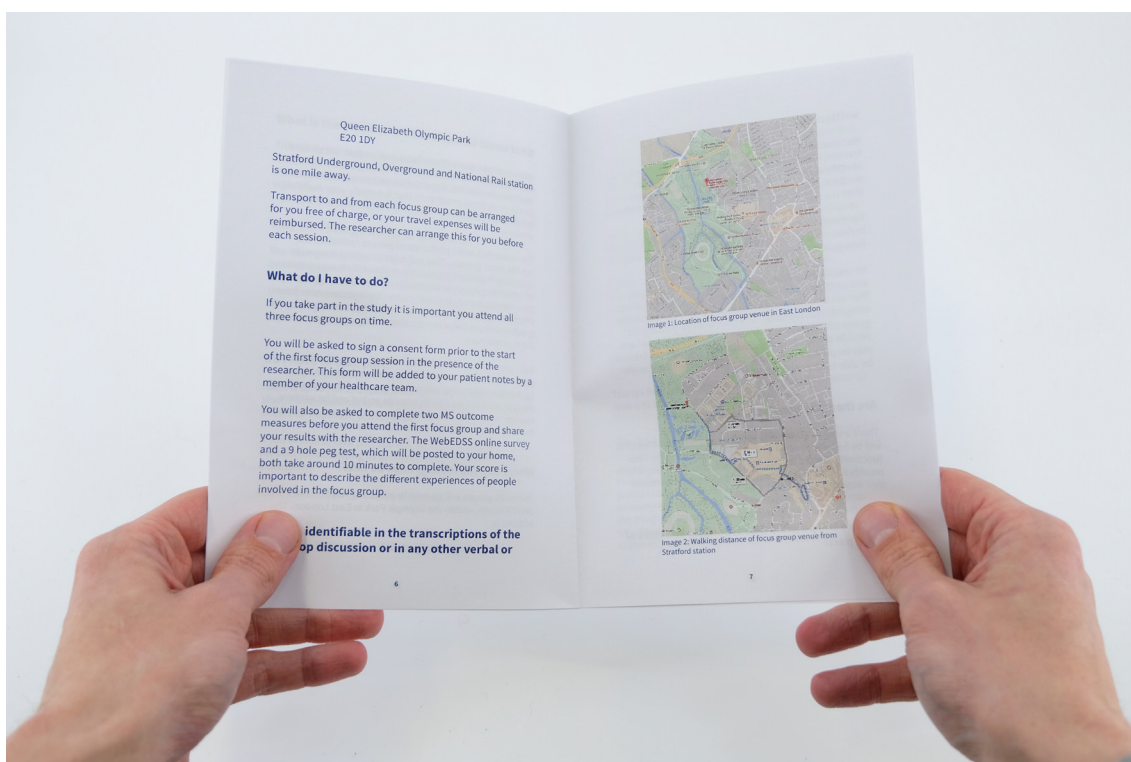 Queen Elizabeth Olympic Park
E20 1DY
Stratford Underground, Overground and National Rail station
is one mile away.
Transport to and from each focus group can be arranged
for you free of charge, or your travel expenses will be
reimbursed. The researcher can arrange this for you before
each session.
What do I have to do?
If you take part in the study it is important you attend all
three focus groups on time.
You will be asked to sign a consent form prior to the start
of the first focus group session in the presence of the
researcher. This form will be added to your patient notes by a
member of your healthcare team.
You will also be asked to complete two MS outcome
measures before you attend the first focus group and share
your results with the researcher. The WebEDSS online survey
and a 9 hole peg test, which will be posted to your home,
both take around 10 minutes to complete. Your score is
important to describe the different experiences of people
involved in the focus group.
identifiable in the transcriptions of the
op discussion or in any other verbal or
6
Image 1: Location of focus group venue in East London
Image 2: Walking distance of focus group venue from
Stratford station
7